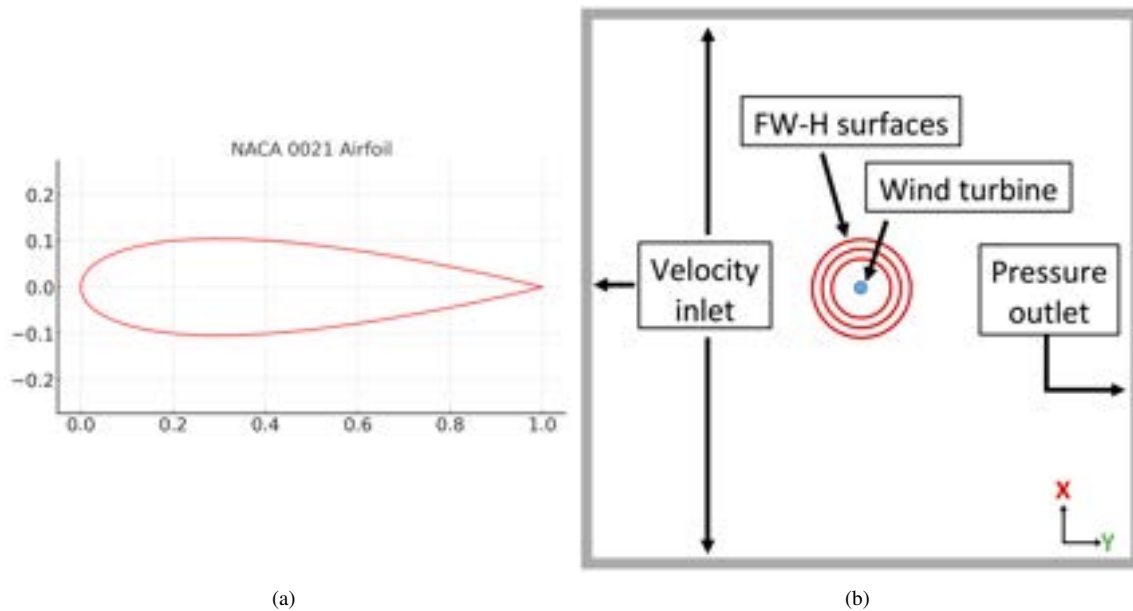 NACA 0021 Airfoil
0.2
0.1
0.0
−0.1
−0.2
0.0 0.2 0.4 0.6 0.8 1.0
(a)
FW-H surfaces
Wind turbine
Velocity
inlet
Pressure
outlet
X
Y
(b)